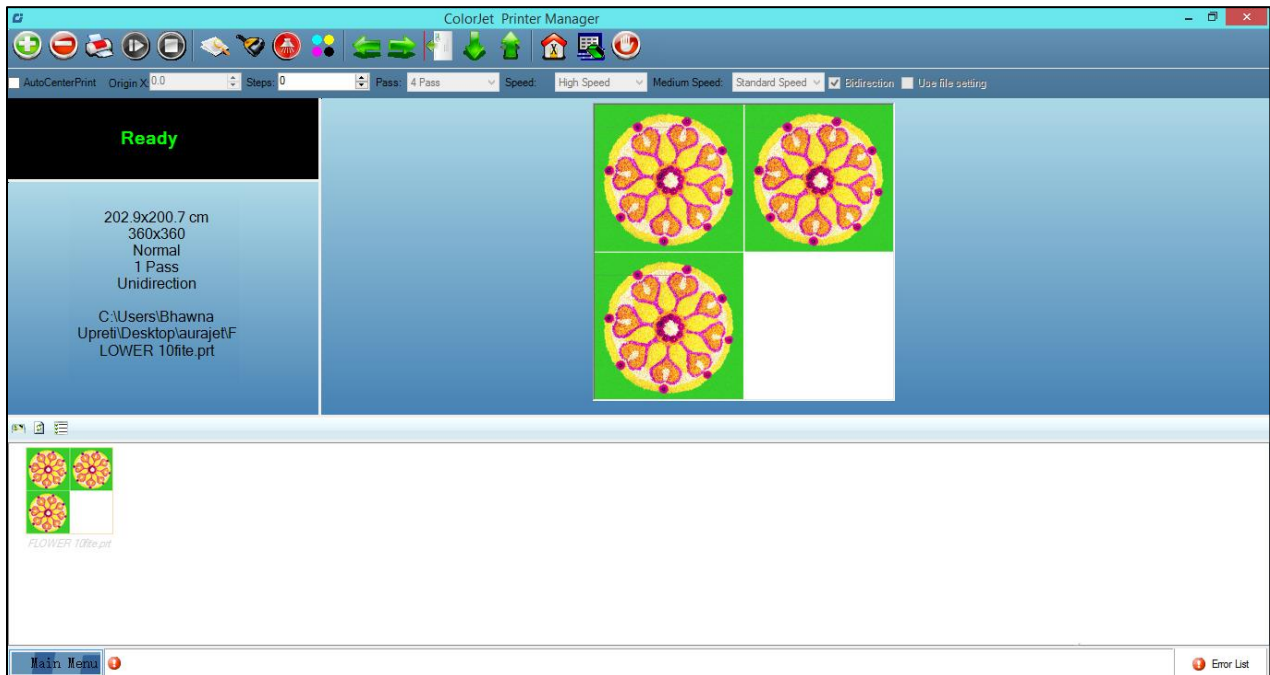 ColorJet Printer Manager
AutoCenterPrint Origin X: 0.0 Steps: 0 Pass: 4 Pass Speed: High Speed Medium Speed: Standard Speed Bidirection Use file setting
Ready
202.9x200.7 cm
360x360
Normal
1 Pass
Unidirection
C:\Users\Bhawna
Upreti\Desktop\aurajet\F
LOWER 10fite.prt
FLOWER 10fite.prt
Main Menu
Error List